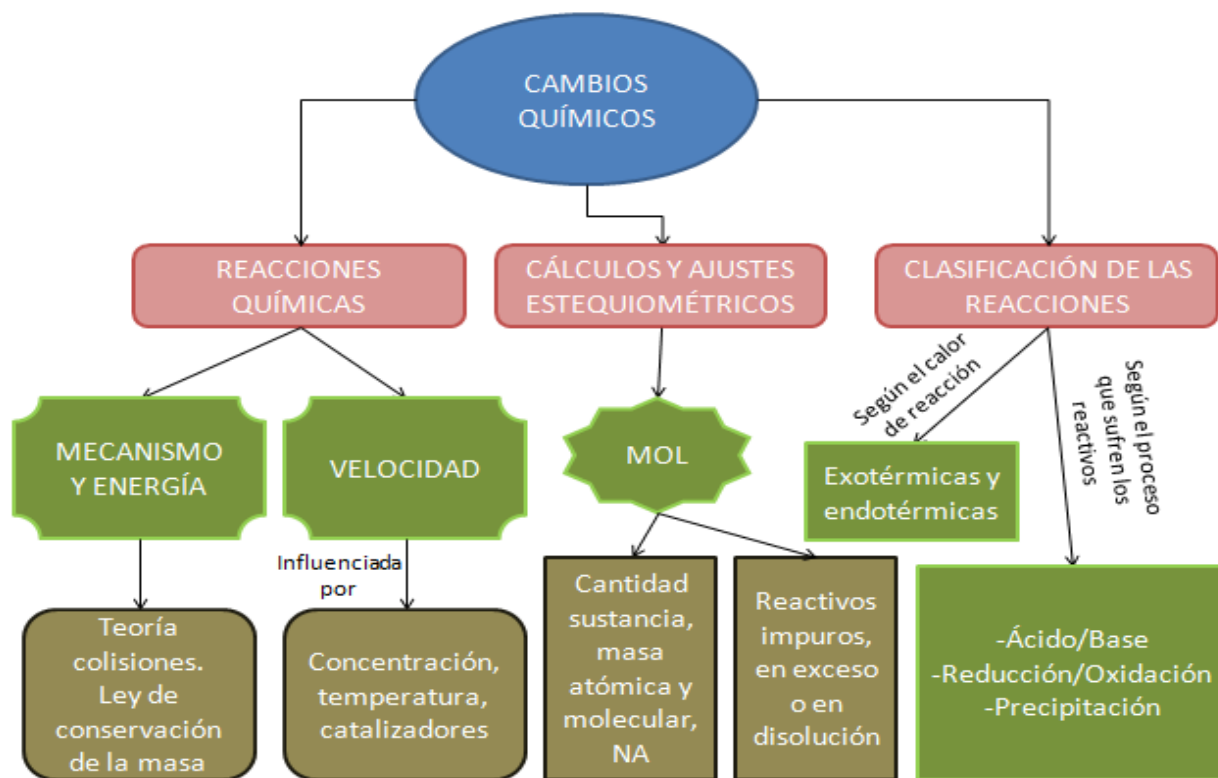 CAMBIOS
QUÍMICOS
REACCIONES
QUÍMICAS
CÁLCULOS Y AJUSTES
ESTEQUIOMÉTRICOS
CLASIFICACIÓN DE LAS
REACCIONES
Según el calor
de reacción
Según el proceso
que sufren los
reactivos
MECANISMO
Y ENERGÍA
VELOCIDAD
MOL
Exotérmicas y
endotérmicas
Influenciada
por
Teoría
colisiones.
Ley de
conservación
de la masa
Concentración,
temperatura,
catalizadores
Cantidad
sustancia,
masa
atómica y
molecular,
NA
Reactivos
impuros,
en exceso
o en
disolución
-Ácido/Base
-Reducción/Oxidación
-Precipitación